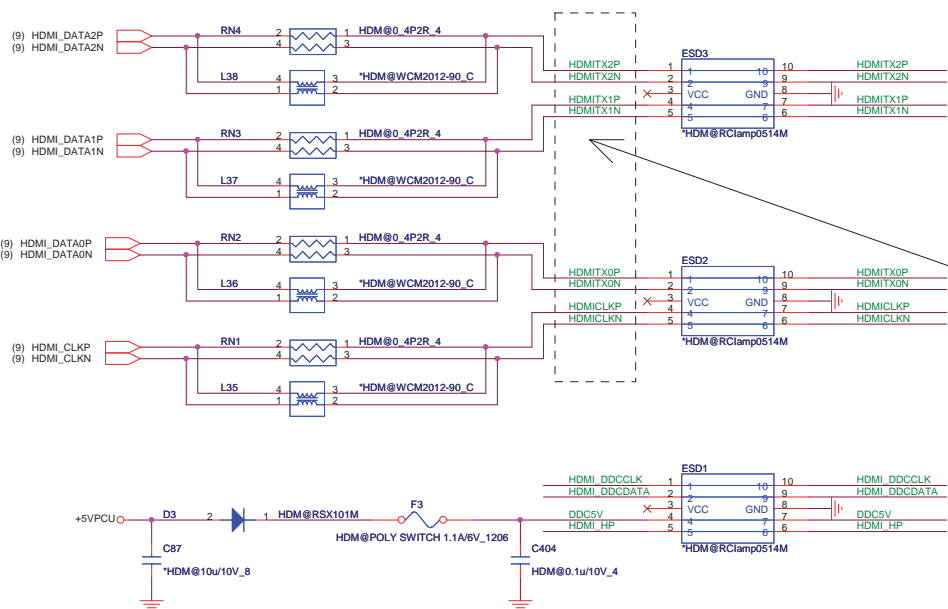 (9) HDMI_DATA2P RN4 2 1 HDM@0_4P2R_4
(9) HDMI_DATA2N 4 3
L38 4 3 *HDM@WCM2012-90_C
1 2
HDMITX2P 1 1 10 10 HDMITX2P
HDMITX2N 2 2 9 9 HDMITX2N
ESD3
3 VCC GND 8
HDMITX1P 4 4 7 7 HDMITX1P
HDMITX1N 5 5 6 6 HDMITX1N
*HDM@RClamp0514M
(9) HDMI_DATA1P RN3 2 1 HDM@0_4P2R_4
(9) HDMI_DATA1N 4 3
L37 4 3 *HDM@WCM2012-90_C
1 2
(9) HDMI_DATA0P RN2 2 1 HDM@0_4P2R_4
(9) HDMI_DATA0N 4 3
L36 4 3 *HDM@WCM2012-90_C
1 2
ESD2
HDMITX0P 1 1 10 10 HDMITX0P
HDMITX0N 2 2 9 9 HDMITX0N
3 VCC GND 8
HDMICLKP 4 4 7 7 HDMICLKP
HDMICLKN 5 5 6 6 HDMICLKN
*HDM@RClamp0514M
(9) HDMI_CLKP RN1 2 1 HDM@0_4P2R_4
(9) HDMI_CLKN 4 3
L35 4 3 *HDM@WCM2012-90_C
1 2
ESD1
HDMI_DDCCLK 1 1 10 10 HDMI_DDCCLK
HDMI_DDCDATA 2 2 9 9 HDMI_DDCDATA
3 VCC GND 8
DDC5V 4 4 7 7 DDC5V
HDMI_HP 5 5 6 6 HDMI_HP
*HDM@RClamp0514M
+5VPCU D3 2 1 HDM@RSX101M F3
HDM@POLY SWITCH 1.1A/6V_1206
C87
*HDM@10u/10V_8
C404
HDM@0.1u/10V_4